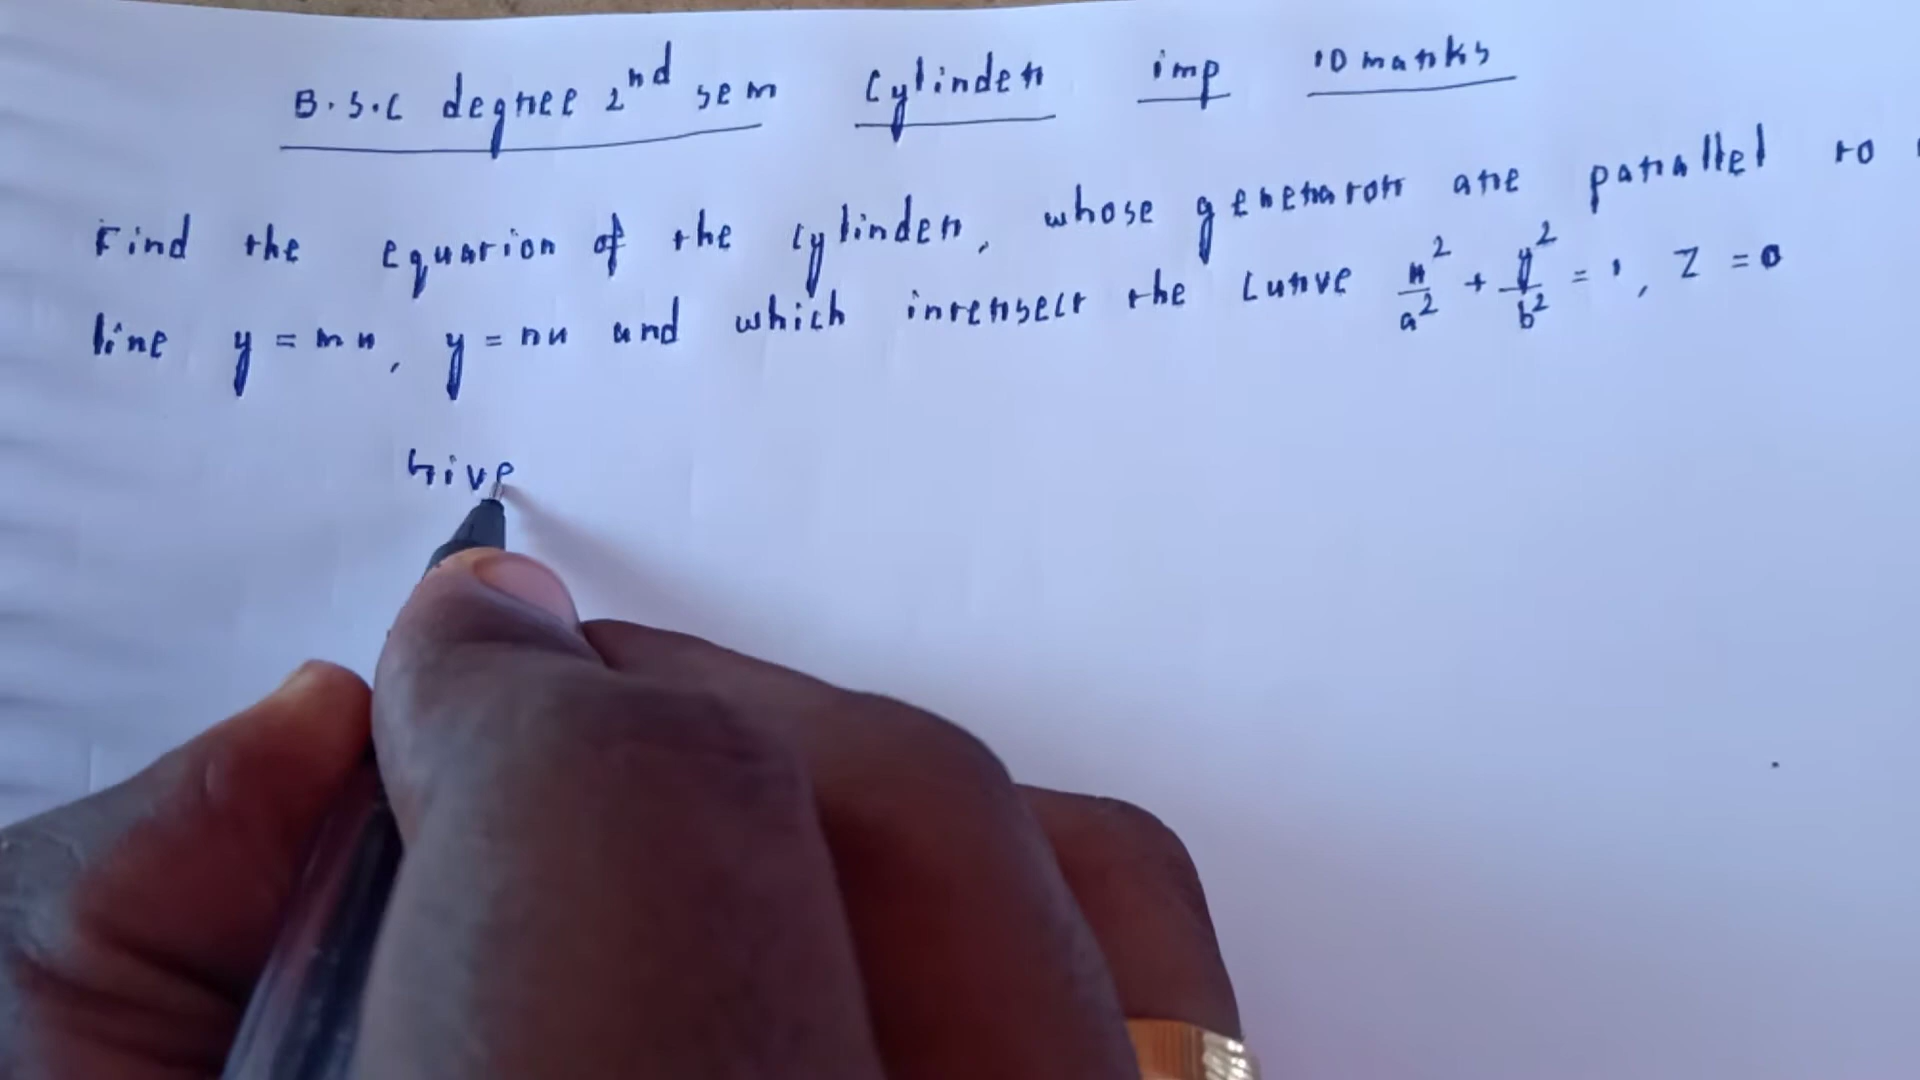 B.S.C degree 2nd sem Cylinder imp 10 marks
Find the equation of the cylinder, whose generators are parallel to
line y = mx, y = nx and which intersect the curve x²/a² + y²/b² = 1, Z = 0
Give